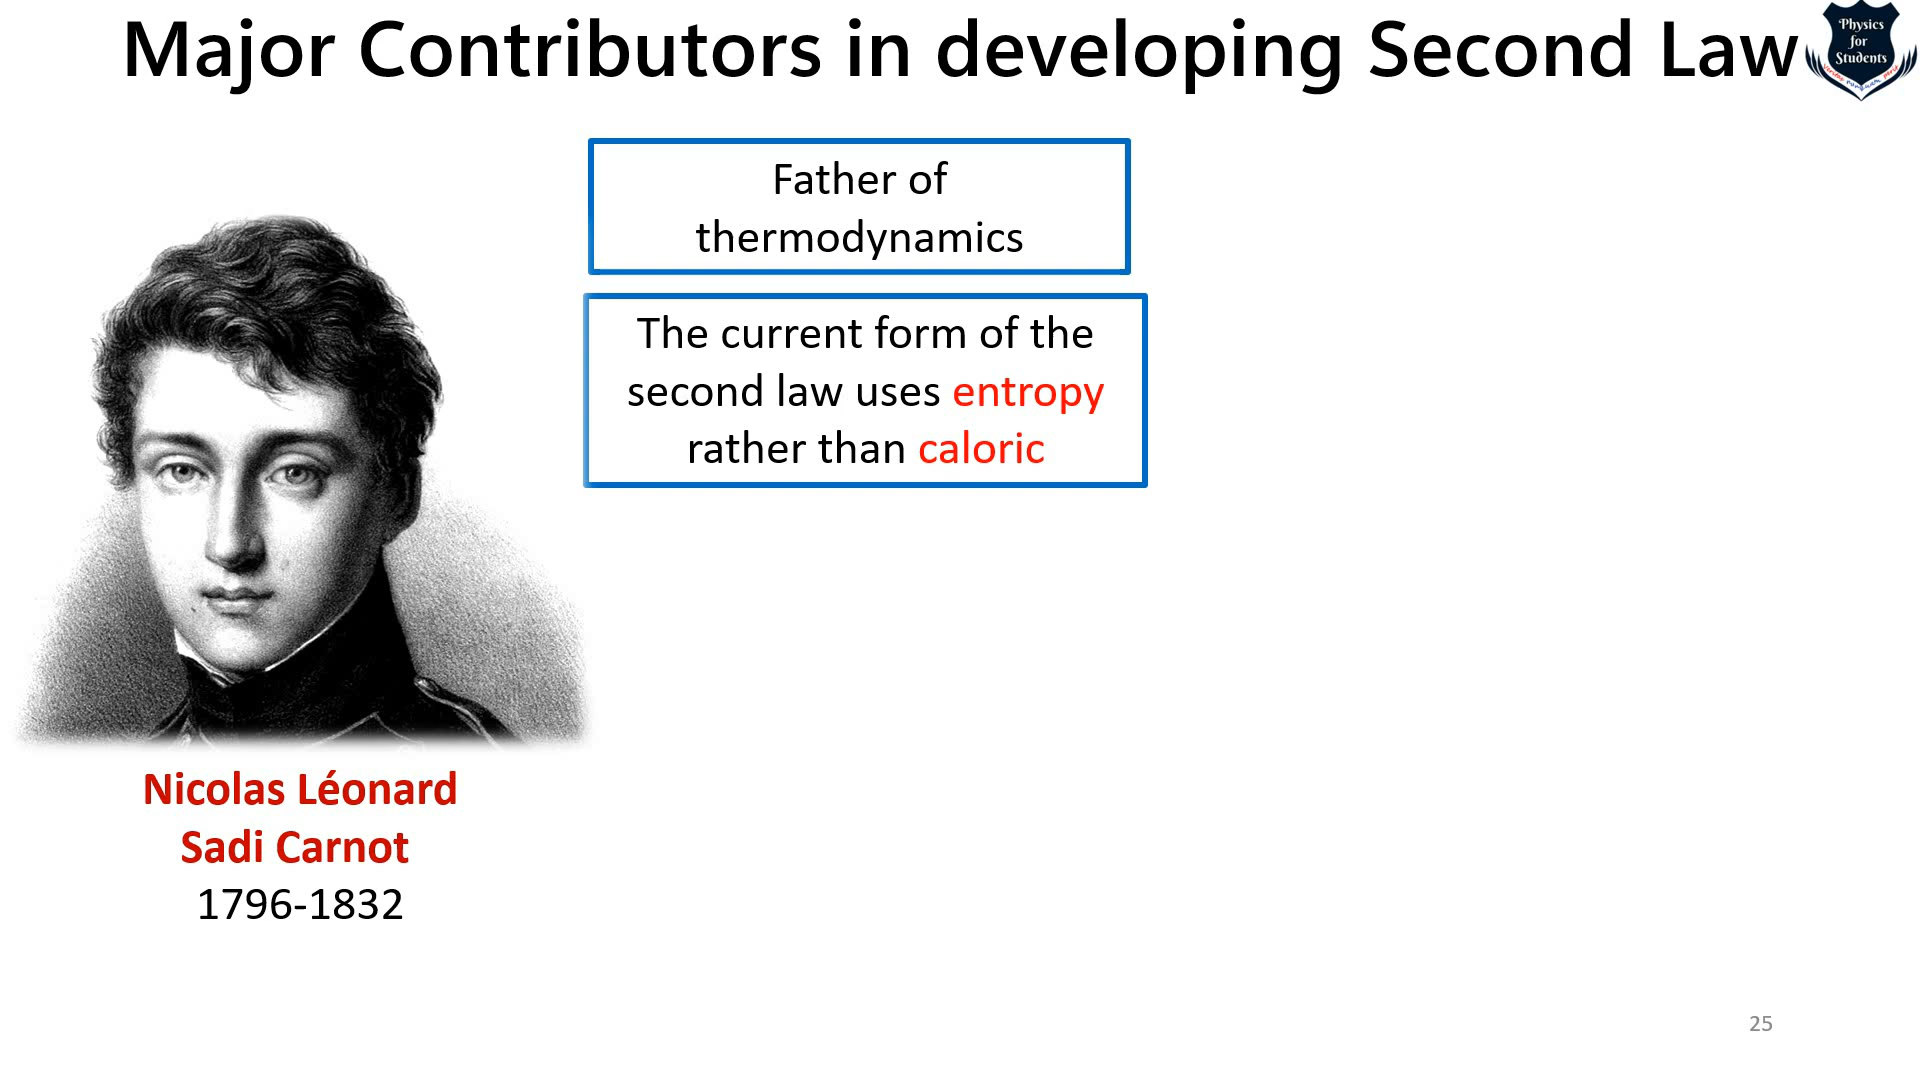 Major Contributors in developing Second Law
Physics
for
Students
Father of
thermodynamics
The current form of the
second law uses entropy
rather than caloric
Nicolas Léonard
Sadi Carnot
1796-1832
25